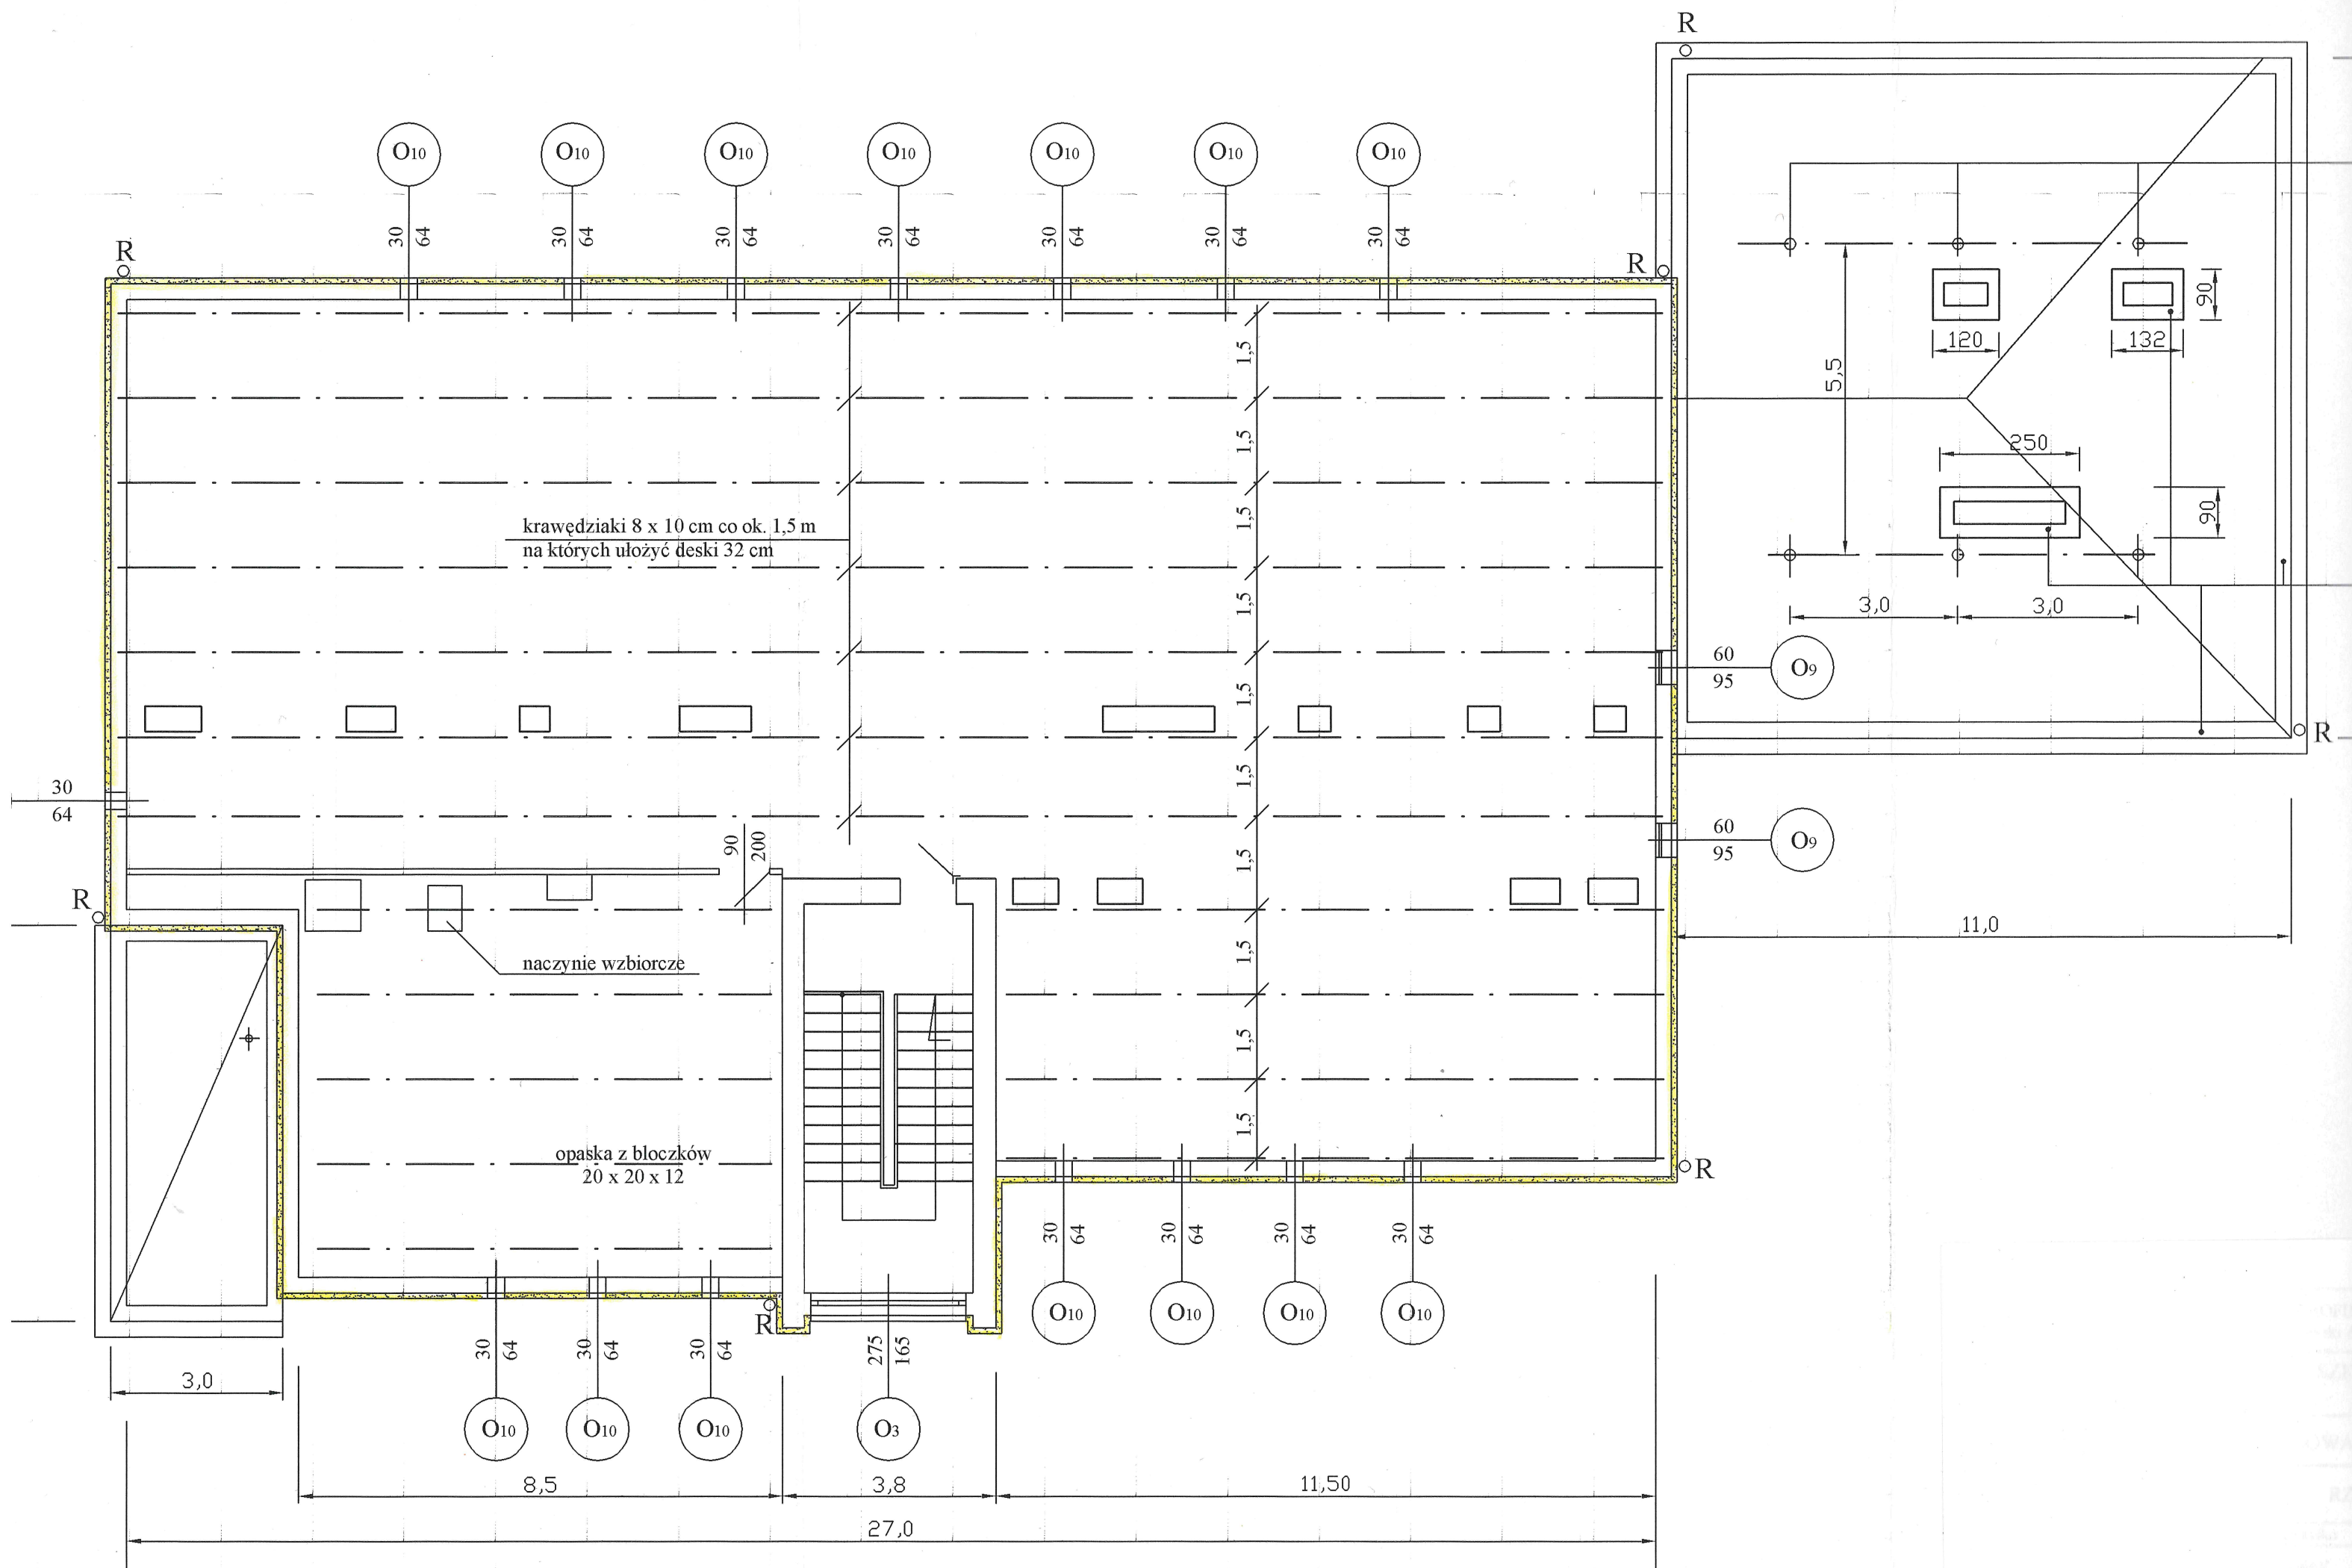 R
O10 O10 O10 O10 O10 O10 O10
30 64 30 64 30 64 30 64 30 64 30 64 30 64
R
R
90
120
132
1,5
5,5
1,5
250
krawędziaki 8 x 10 cm co ok. 1,5 m
na których ułożyć deski 32 cm
1,5
90
1,5
3,0 3,0
60
95
O9
1,5
R
30
64
1,5
60
95
O9
90
200
1,5
R
11,0
naczynie wzbiorcze
1,5
1,5
1,5
opaska z bloczków
20 x 20 x 12
R
30 64 30 64 30 64 30 64
O10 O10 O10 O10
R
30 64 30 64 30 64
275 165
3,0
O10 O10 O10 O3
8,5 3,8 11,50
27,0